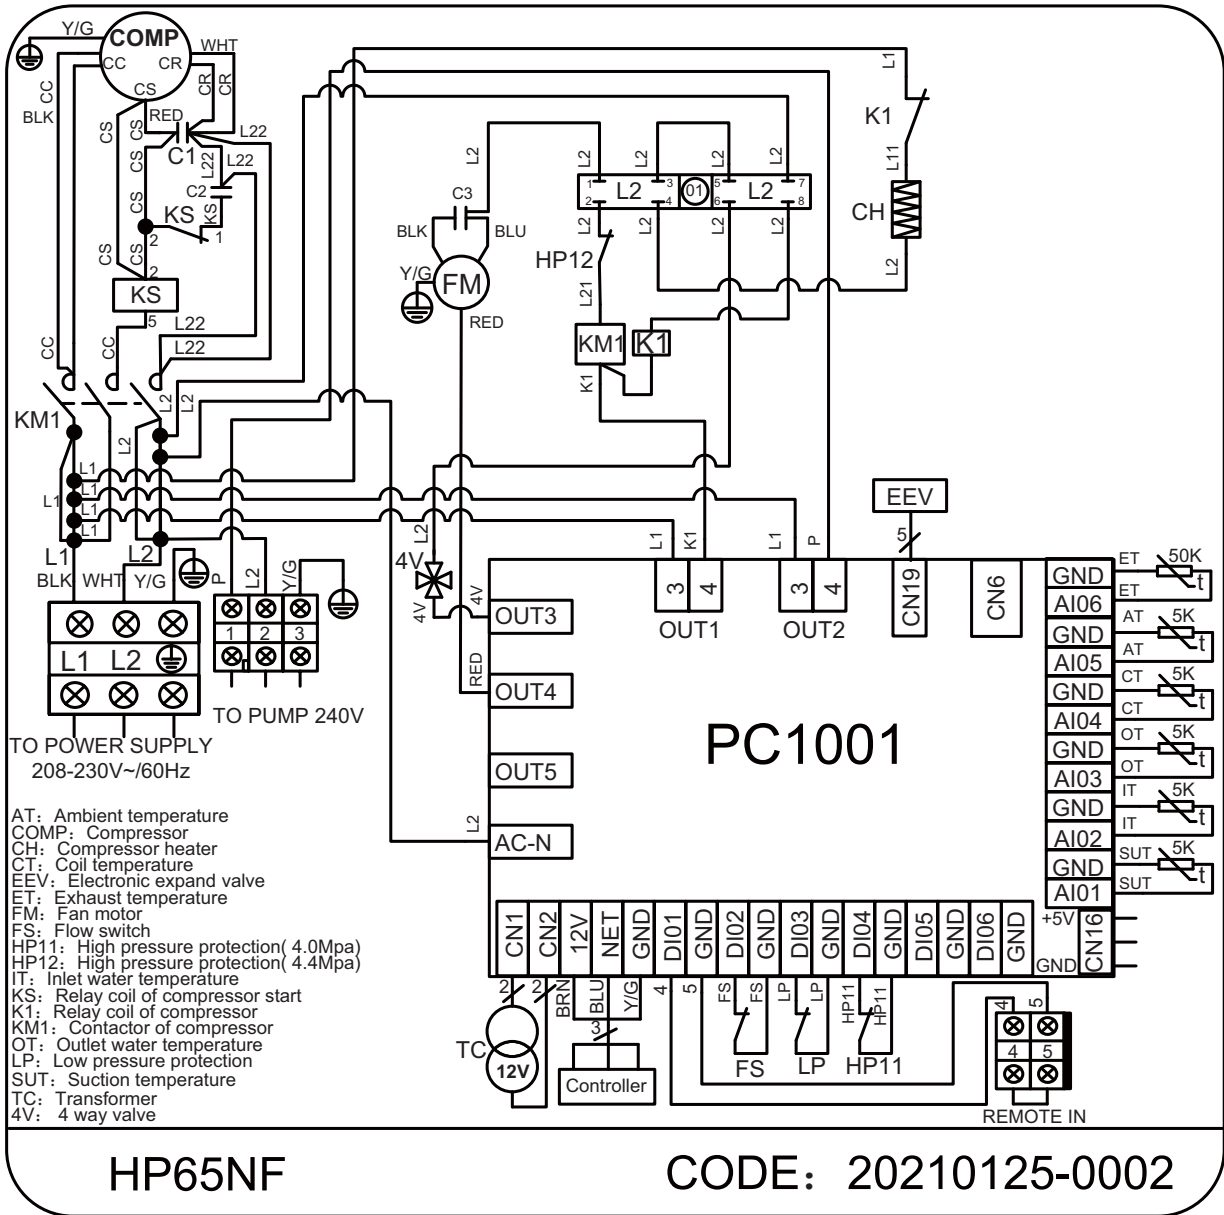 Y/G
COMP
WHT
CC
CR
CC
CR
CR
BLK
CS
RED
CS
CS
L22
C1
CS
L22
L22
C2
KS
KS
CS
2
1
CS
CS
2
KS
5
L22
L22
CC
CC
KM1
L2
L2
L2
L1
L1
L1
L1
L1
L1
L2
BLK
WHT
Y/G
P
L2
Y/G
1
2
3
L1
L2
TO PUMP 240V
TO POWER SUPPLY
208-230V~/60Hz
L2
C3
BLK
BLU
Y/G
FM
RED
L2
L2
L2
L2
1
2
L2
3
4
01
5
6
L2
7
8
L2
L2
L2
L2
HP12
L21
KM1
K1
K1
L1
K1
L11
CH
L2
L2
4V
4V
4V
RED
L2
L1
K1
L1
P
5
EEV
3
4
OUT1
3
4
OUT2
CN19
CN6
OUT3
OUT4
OUT5
AC-N
PC1001
GND
AI06
GND
AI05
GND
AI04
GND
AI03
GND
AI02
GND
AI01
+5V
GND
CN16
ET
50K
t
ET
AT
5K
t
AT
CT
5K
t
CT
OT
5K
t
OT
IT
5K
t
IT
SUT
5K
t
SUT
CN1
CN2
12V
NET
GND
DI01
GND
DI02
GND
DI03
GND
DI04
GND
DI05
GND
DI06
GND
2
2
BRN
BLU
Y/G
4
5
FS
FS
LP
LP
HP11
HP11
4
5
TC
12V
3
Controller
FS
LP
HP11
4
5
REMOTE IN
AT: Ambient temperature
COMP: Compressor
CH: Compressor heater
CT: Coil temperature
EEV: Electronic expand valve
ET: Exhaust temperature
FM: Fan motor
FS: Flow switch
HP11: High pressure protection( 4.0Mpa)
HP12: High pressure protection( 4.4Mpa)
IT: Inlet water temperature
KS: Relay coil of compressor start
K1: Relay coil of compressor
KM1: Contactor of compressor
OT: Outlet water temperature
LP: Low pressure protection
SUT: Suction temperature
TC: Transformer
4V: 4 way valve
HP65NF
CODE: 20210125-0002